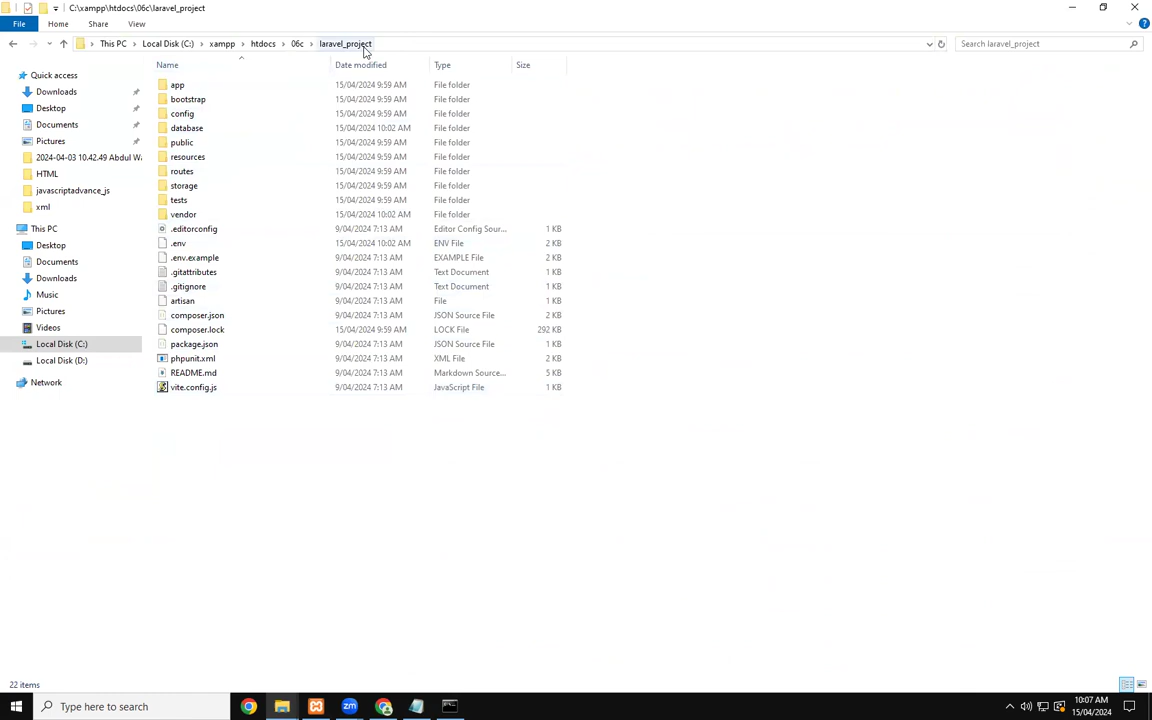 C:\xampp\htdocs\06c\laravel_project
File Home Share View
This PC Local Disk (C:) xampp htdocs 06c laravel_project Search laravel_project
Name Date modified Type Size
Quick access
Downloads
Desktop
Documents
Pictures
2024-04-03 10.42.49 Abdul Wa
HTML
javascriptadvance_js
xml
This PC
Desktop
Documents
Downloads
Music
Pictures
Videos
Local Disk (C:)
Local Disk (D:)
Network
app 15/04/2024 9:59 AM File folder
bootstrap 15/04/2024 9:59 AM File folder
config 15/04/2024 9:59 AM File folder
database 15/04/2024 10:02 AM File folder
public 15/04/2024 9:59 AM File folder
resources 15/04/2024 9:59 AM File folder
routes 15/04/2024 9:59 AM File folder
storage 15/04/2024 9:59 AM File folder
tests 15/04/2024 9:59 AM File folder
vendor 15/04/2024 10:02 AM File folder
.editorconfig 9/04/2024 7:13 AM Editor Config Sour... 1 KB
.env 15/04/2024 10:02 AM ENV File 2 KB
.env.example 9/04/2024 7:13 AM EXAMPLE File 2 KB
.gitattributes 9/04/2024 7:13 AM Text Document 1 KB
.gitignore 9/04/2024 7:13 AM Text Document 1 KB
artisan 9/04/2024 7:13 AM File 1 KB
composer.json 9/04/2024 7:13 AM JSON Source File 2 KB
composer.lock 15/04/2024 9:59 AM LOCK File 292 KB
package.json 9/04/2024 7:13 AM JSON Source File 1 KB
phpunit.xml 9/04/2024 7:13 AM XML File 2 KB
README.md 9/04/2024 7:13 AM Markdown Source... 5 KB
vite.config.js 9/04/2024 7:13 AM JavaScript File 1 KB
22 items
Type here to search
zm
10:07 AM
15/04/2024